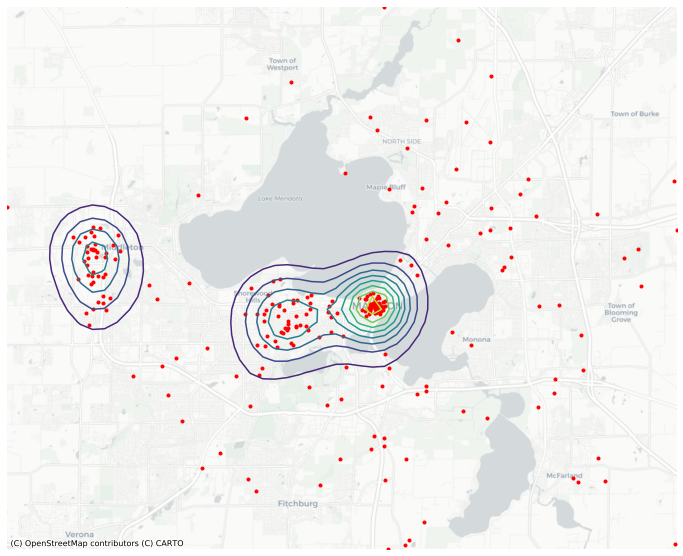 Town of
Westport
Town of Burke
NORTH SIDE
Maple Bluff
Lake Mendota
Middleton
Shorewood
Hills
MADISON
Town of
Blooming
Grove
Monona
McFarland
Fitchburg
Verona
(C) OpenStreetMap contributors (C) CARTO